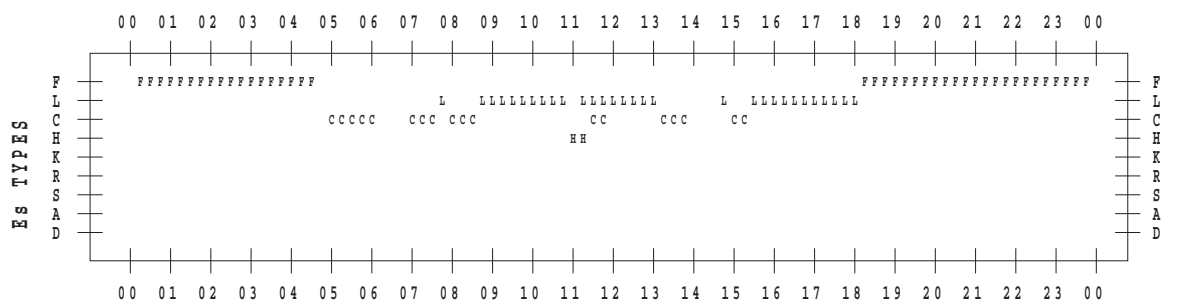 00 01 02 03 04 05 06 07 08 09 10 11 12 13 14 15 16 17 18 19 20 21 22 23 00
F FFFFFFFFFFFFFFFFFF FFFFFFFFFFFFFFFFFFFFFFF F
L L LLLLLLLLL LLLLLLLL L LLLLLLLLLLL L
C CCCCC CCC CCC CC CCC CC C
H HH H
K K
R R
S S
A A
D D
Es TYPES
00 01 02 03 04 05 06 07 08 09 10 11 12 13 14 15 16 17 18 19 20 21 22 23 00